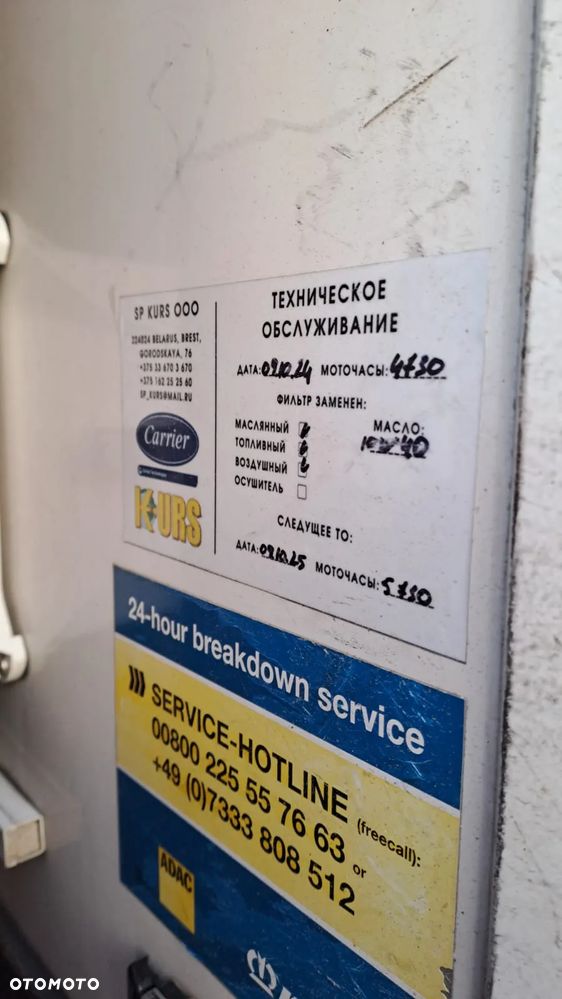 SP KURS OOO
224024 BELARUS, BREST,
GORODSKAYA, 76
+375 33 670 3 670
+375 162 25 25 60
SP_KURS@MAIL.RU
Carrier
KURS
ТЕХНИЧЕСКОЕ
ОБСЛУЖИВАНИЕ
ДАТА: 09.10.24 МОТОЧАСЫ: 4730
ФИЛЬТР ЗАМЕНЕН:
МАСЛЯННЫЙ
ТОПЛИВНЫЙ
ВОЗДУШНЫЙ
ОСУШИТЕЛЬ
МАСЛО:
10W40
СЛЕДУЩЕЕ ТО:
ДАТА: 09.10.25 МОТОЧАСЫ: 5730
24-hour breakdown service
SERVICE-HOTLINE
00800 225 55 76 63 (freecall):
or
+49 (0)7333 808 512
ADAC
OTOMOTO